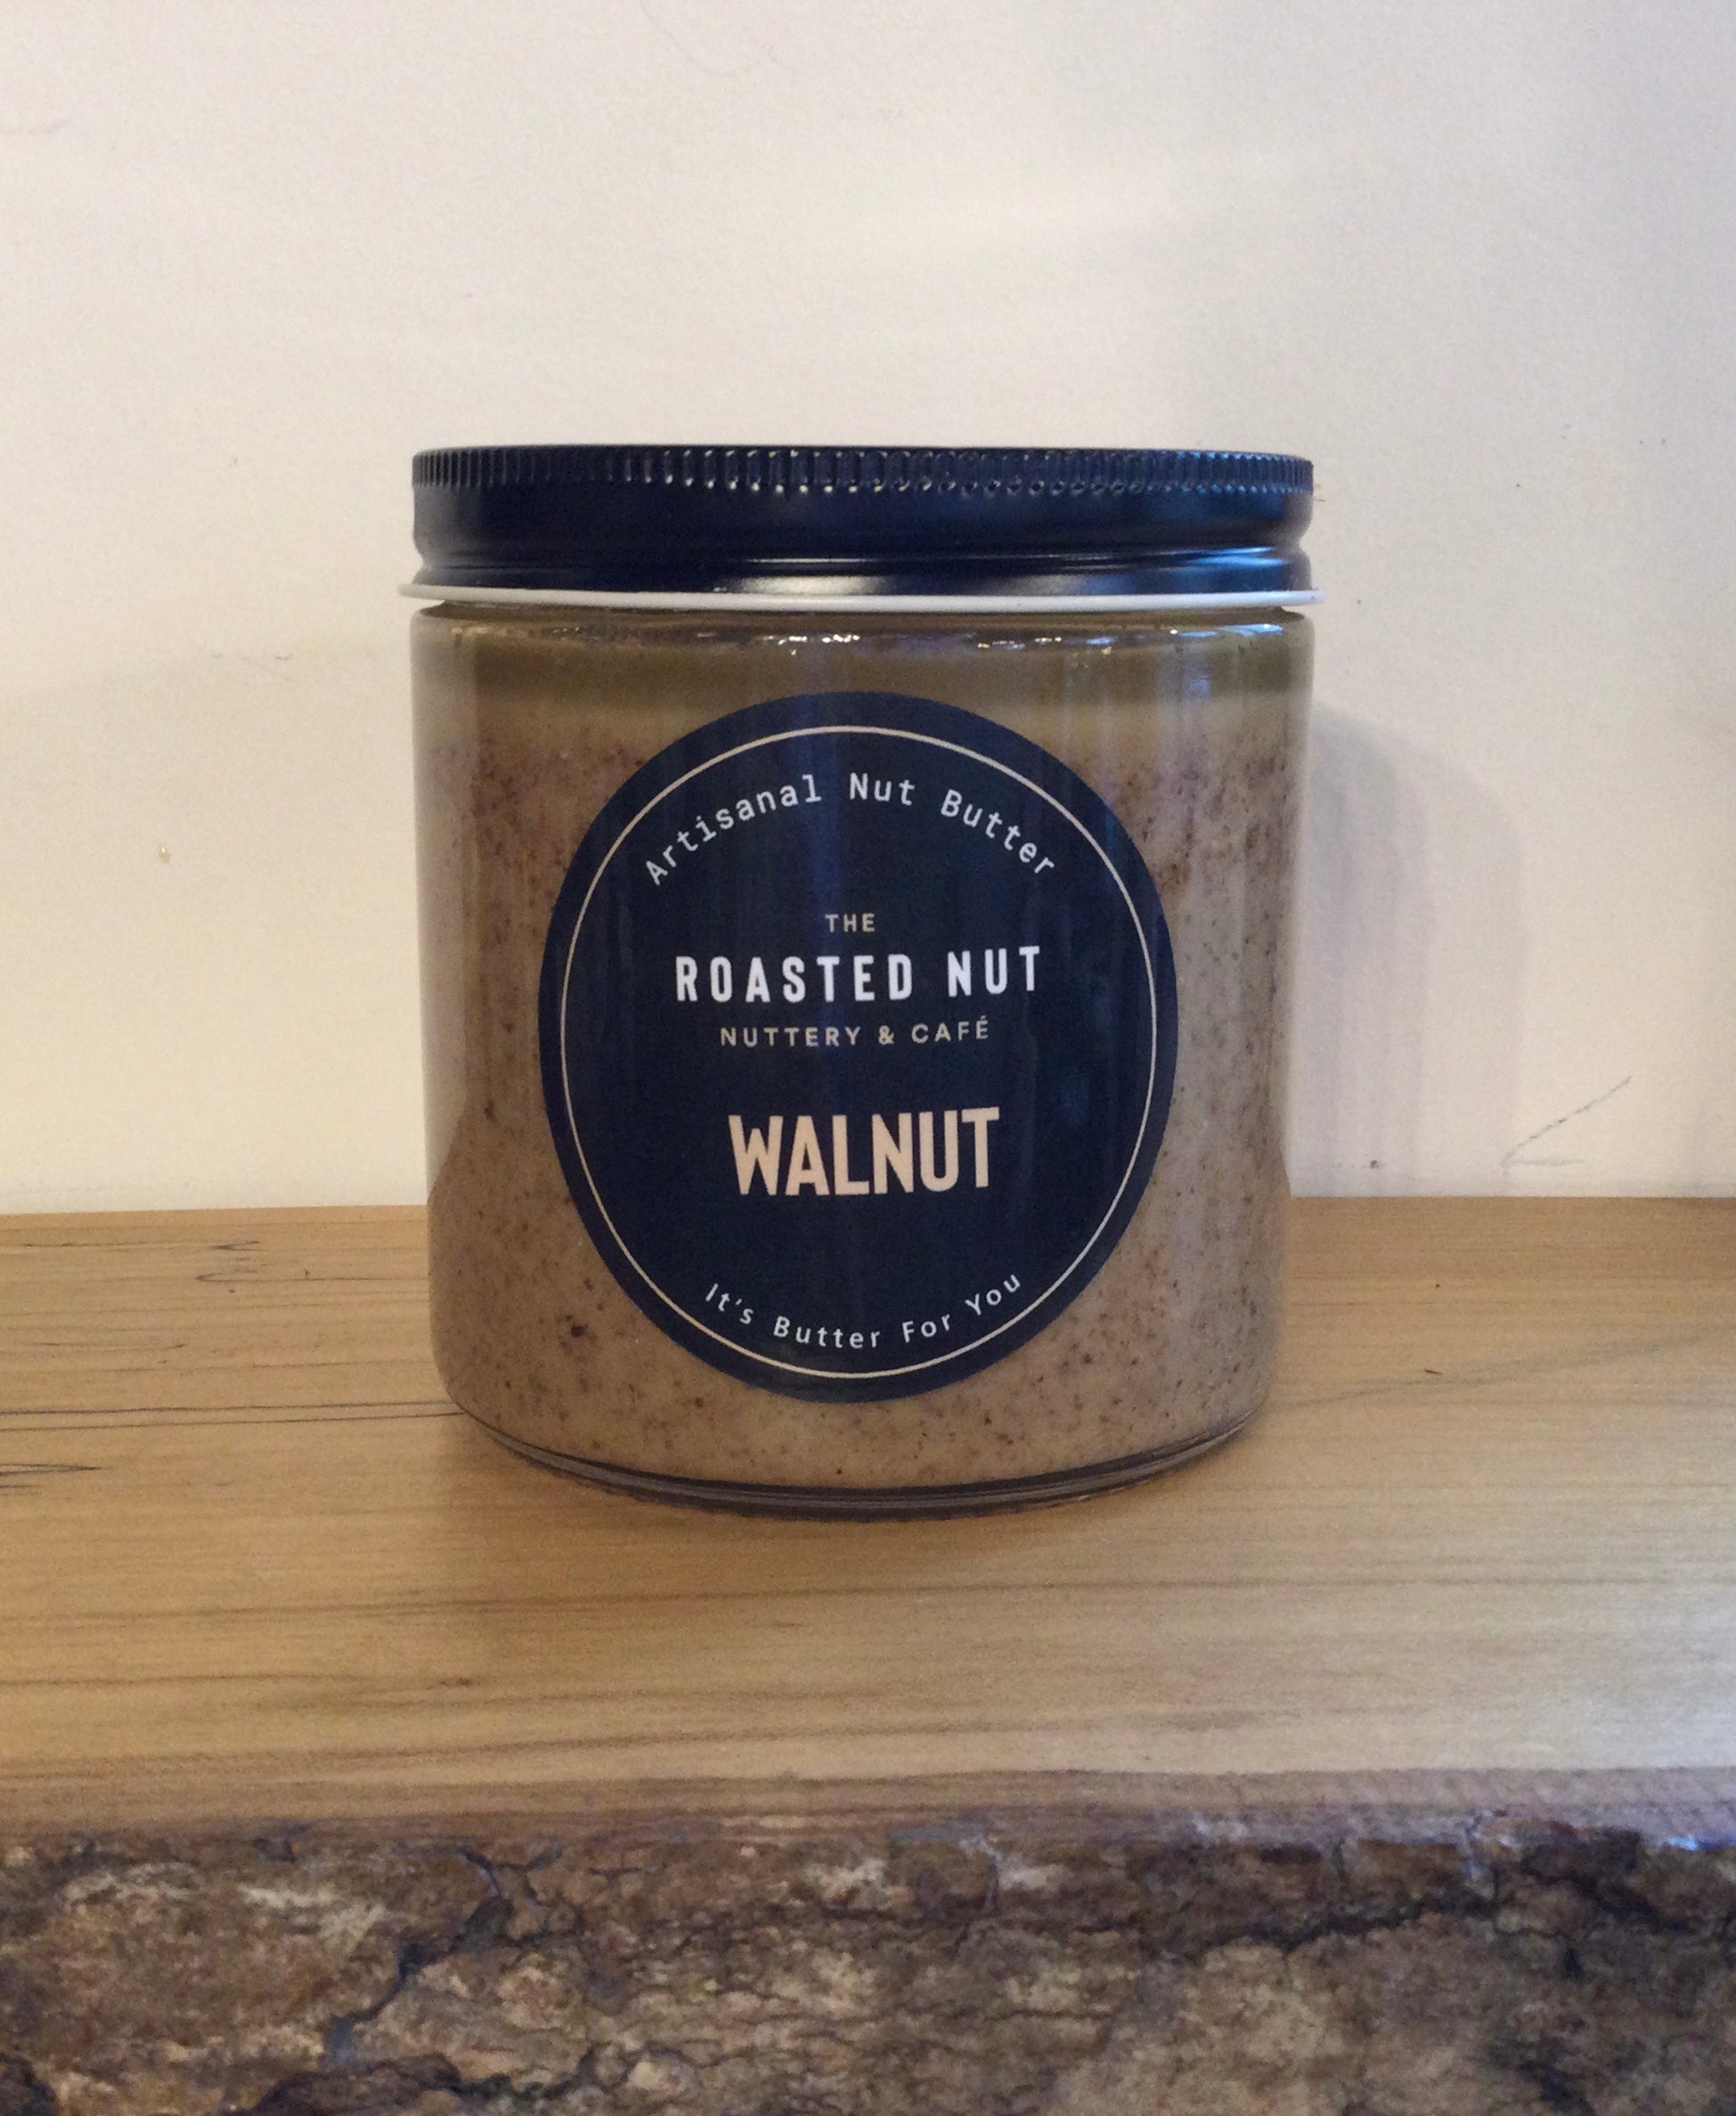 Artisanal Nut Butter
THE
ROASTED NUT
NUTTERY & CAFÉ
WALNUT
It's Butter For You